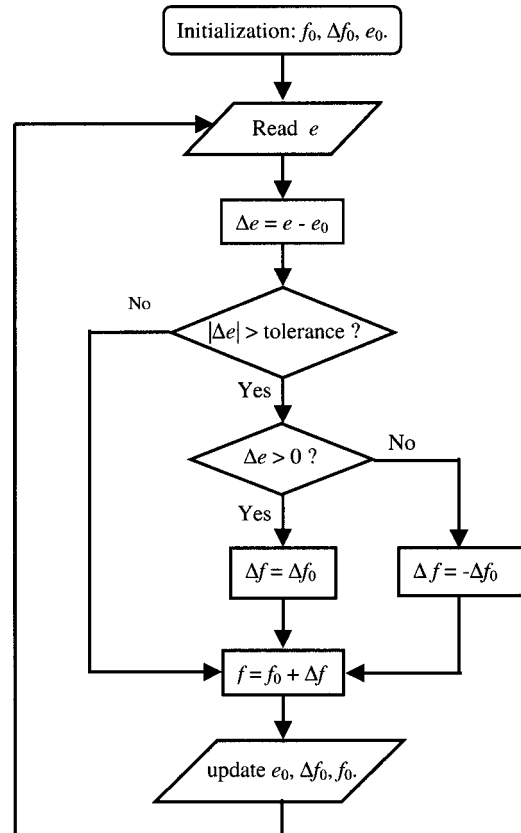 Initialization: f₀, Δf₀, e₀.
Read e
Δe = e - e₀
No
|Δe| > tolerance ?
Yes
Δe > 0 ?
No
Yes
Δf = Δf₀
Δ f = -Δf₀
f = f₀ + Δf
update e₀, Δf₀, f₀.